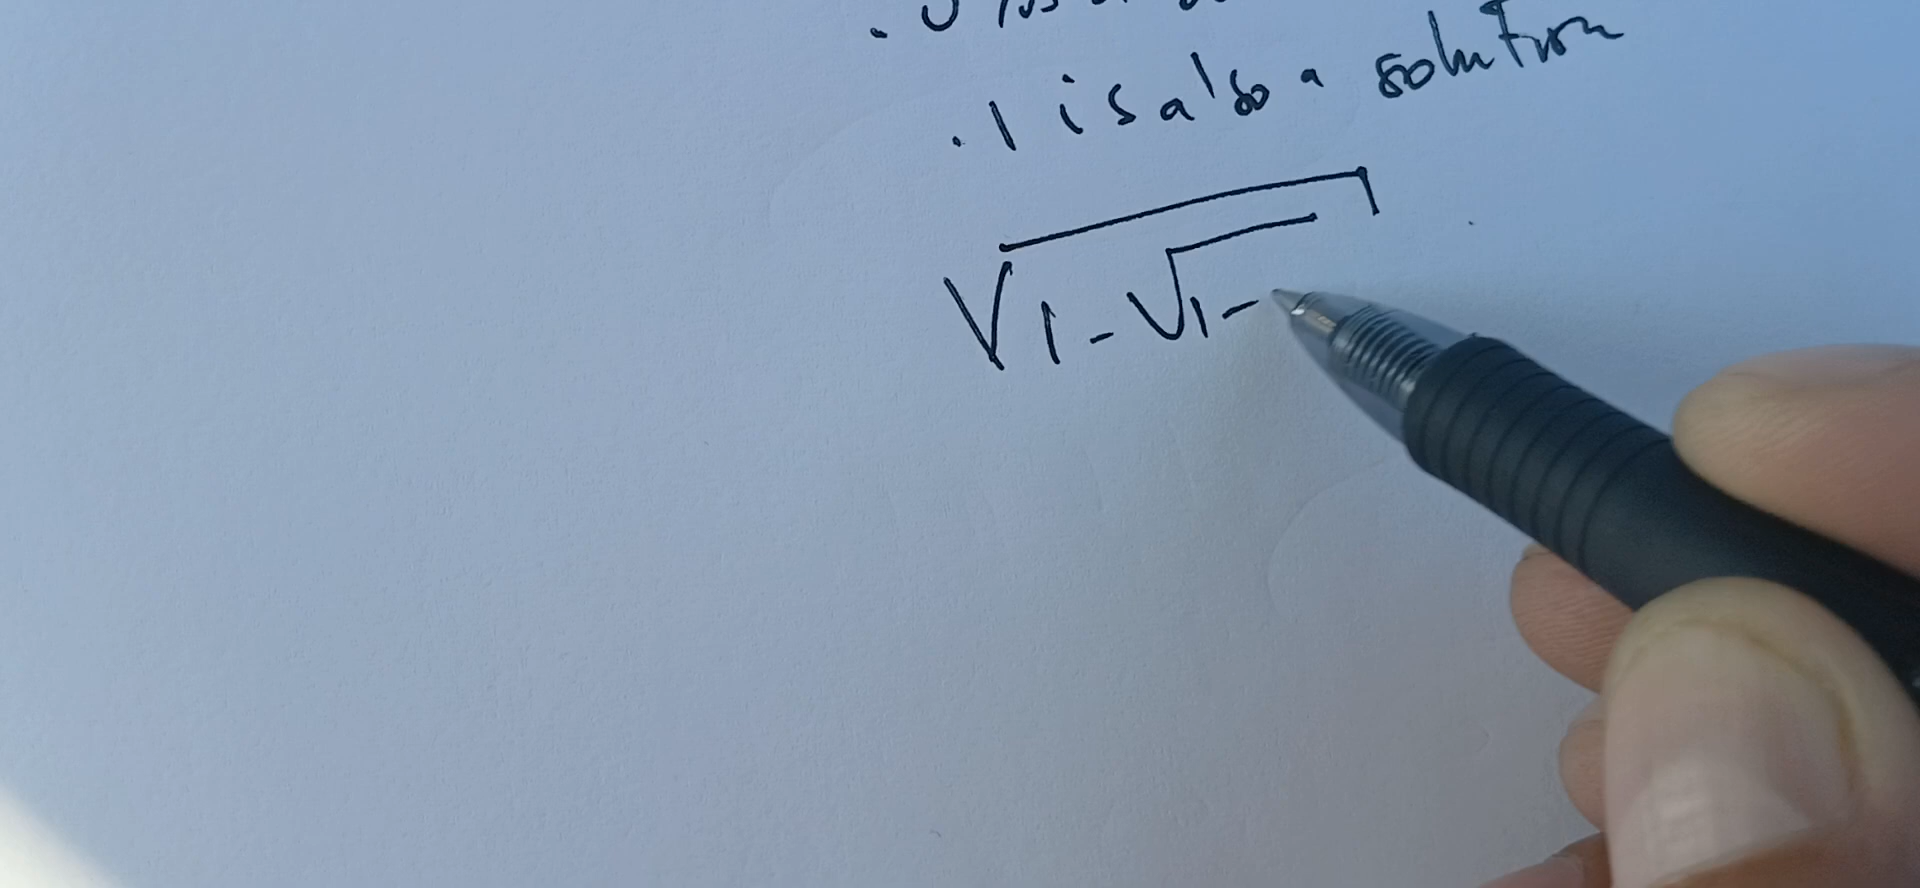 . 1 is also a solution
√1-√1-